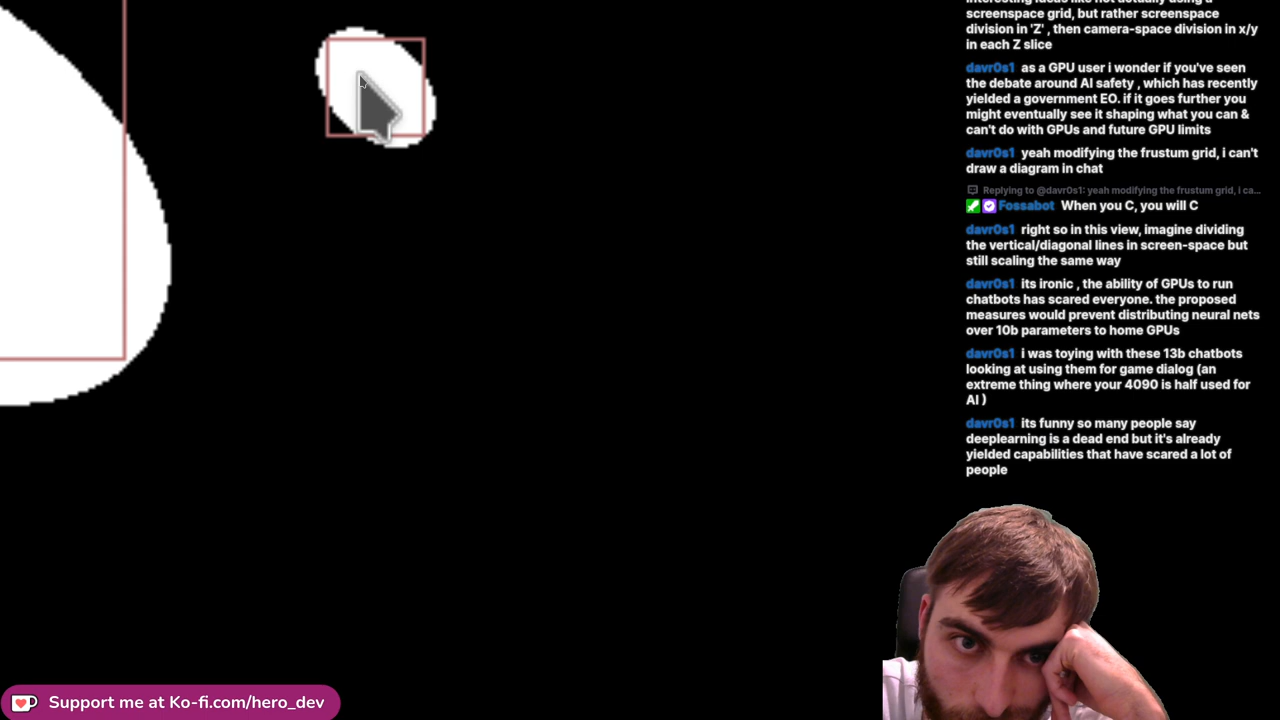 screenspace grid, but rather screenspace
division in 'Z' , then camera-space division in x/y
in each Z slice
davr0s1 as a GPU user i wonder if you've seen
the debate around AI safety , which has recently
yielded a government EO. if it goes further you
might eventually see it shaping what you can &
can't do with GPUs and future GPU limits
davr0s1 yeah modifying the frustum grid, i can't
draw a diagram in chat
Replying to @davr0s1: yeah modifying the frustum grid, i ca...
Fossabot When you C, you will C
davr0s1 right so in this view, imagine dividing
the vertical/diagonal lines in screen-space but
still scaling the same way
davr0s1 its ironic , the ability of GPUs to run
chatbots has scared everyone. the proposed
measures would prevent distributing neural nets
over 10b parameters to home GPUs
davr0s1 i was toying with these 13b chatbots
looking at using them for game dialog (an
extreme thing where your 4090 is half used for
AI )
davr0s1 its funny so many people say
deeplearning is a dead end but it's already
yielded capabilities that have scared a lot of
people
Support me at Ko-fi.com/hero_dev